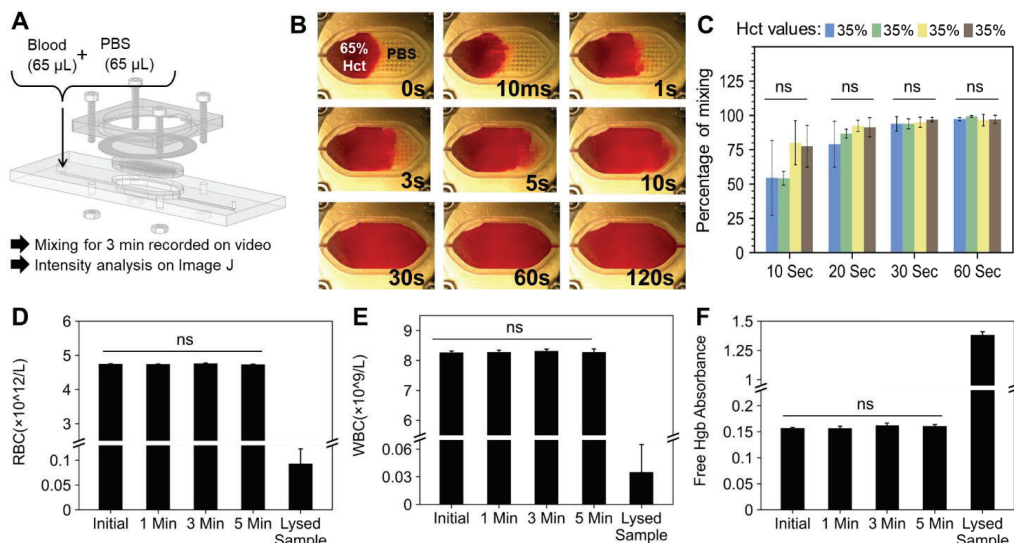 A
Blood + PBS
(65 µL) (65 µL)
➡ Mixing for 3 min recorded on video
➡ Intensity analysis on Image J
B
65%
Hct
PBS
0s
10ms
1s
3s
5s
10s
30s
60s
120s
C
Hct values: 35% 35% 35% 35%
Percentage of mixing
125
100
75
50
25
0
ns ns ns ns
10 Sec 20 Sec 30 Sec 60 Sec
D
RBC(×10^12/L)
6
5
4
3
0.1
0.05
0
ns
Initial 1 Min 3 Min 5 Min Lysed
Sample
E
WBC(×10^9/L)
9
8
7
6
0.06
0.03
0
ns
Initial 1 Min 3 Min 5 Min Lysed
Sample
F
Free Hgb Absorbance
1.5
1.35
0.2
0.15
0.1
0.05
0
ns
Initial 1 Min 3 Min 5 Min Lysed
Sample